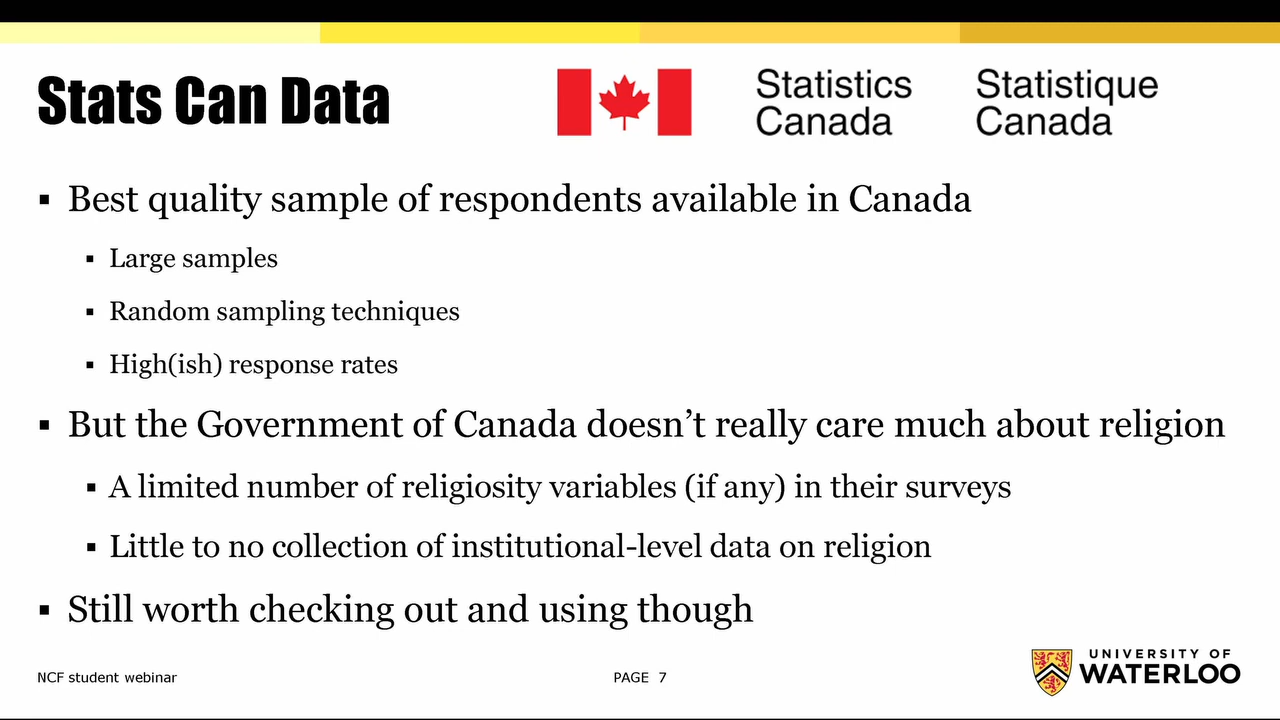 Stats Can Data
Statistics
Canada
Statistique
Canada
▪ Best quality sample of respondents available in Canada
▪ Large samples
▪ Random sampling techniques
▪ High(ish) response rates
▪ But the Government of Canada doesn’t really care much about religion
▪ A limited number of religiosity variables (if any) in their surveys
▪ Little to no collection of institutional-level data on religion
▪ Still worth checking out and using though
NCF student webinar
PAGE 7
UNIVERSITY OF
WATERLOO